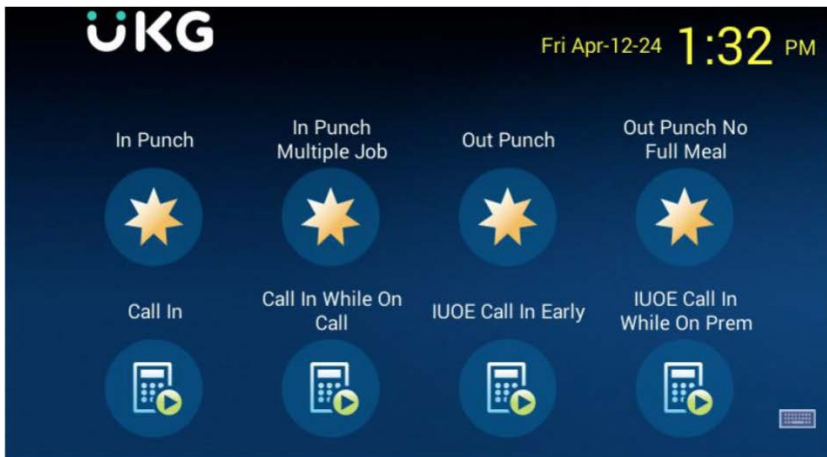 UKG
Fri Apr-12-24 1:32 PM
In Punch
In Punch
Multiple Job
Out Punch
Out Punch No
Full Meal
Call In
Call In While On
Call
IUOE Call In Early
IUOE Call In
While On Prem